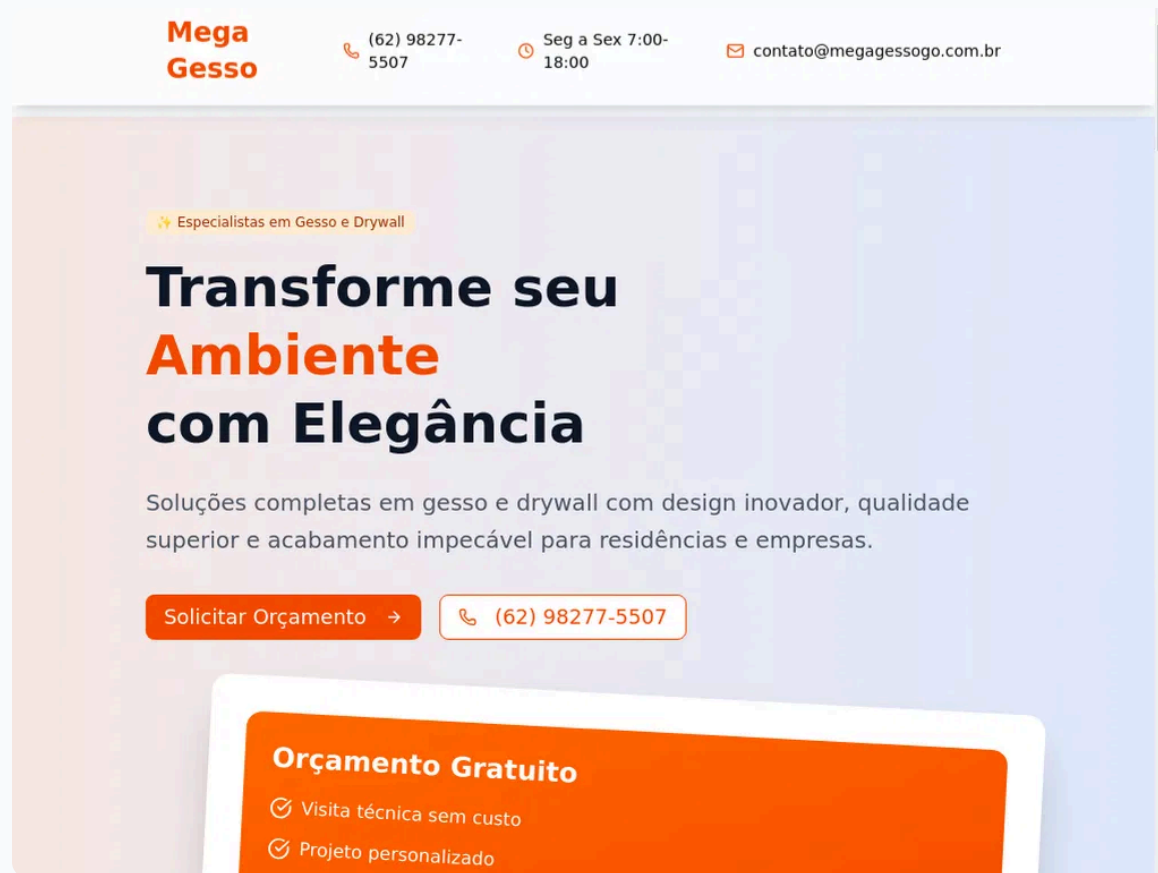 Mega
Gesso
(62) 98277-
5507
Seg a Sex 7:00-
18:00
contato@megagessogo.com.br
✨ Especialistas em Gesso e Drywall
Transforme seu
Ambiente
com Elegância
Soluções completas em gesso e drywall com design inovador, qualidade
superior e acabamento impecável para residências e empresas.
Solicitar Orçamento →
(62) 98277-5507
Orçamento Gratuito
Visita técnica sem custo
Projeto personalizado